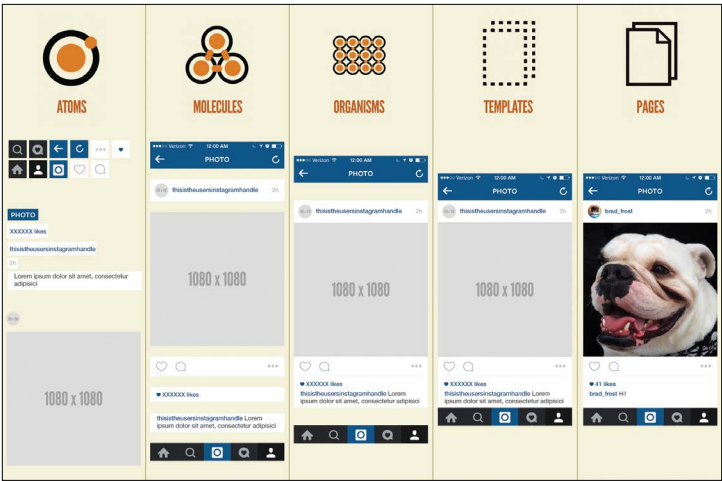 ATOMS
PHOTO
XXXXXX likes
thisistheusersinstagramhandle
2h
Lorem ipsum dolor sit amet, consectetur
adipisici
1080 x 1080
MOLECULES
Verizon 12:00 AM
PHOTO
thisistheusersinstagramhandle 2h
1080 x 1080
XXXXXX likes
thisistheusersinstagramhandle Lorem
ipsum dolor sit amet, consectetur adipisici
ORGANISMS
Verizon 12:00 AM
PHOTO
thisistheusersinstagramhandle 2h
1080 x 1080
XXXXXX likes
thisistheusersinstagramhandle Lorem
ipsum dolor sit amet, consectetur adipisici
TEMPLATES
Verizon 12:00 AM
PHOTO
thisistheusersinstagramhandle 2h
1080 x 1080
XXXXXX likes
thisistheusersinstagramhandle Lorem
ipsum dolor sit amet, consectetur adipisici
PAGES
Verizon 12:00 AM
PHOTO
brad_frost 2h
41 likes
brad_frost Hi!